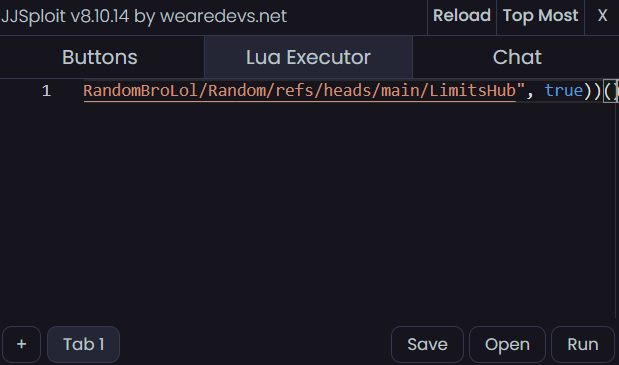 JJSploit v8.10.14 by wearedevs.net Reload Top Most X
Buttons Lua Executor Chat
1 RandomBroLol/Random/refs/heads/main/LimitsHub", true))()
+ Tab 1 Save Open Run